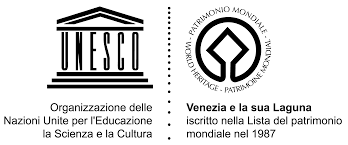 UNESCO
Organizzazione delle
Nazioni Unite per l'Educazione
la Scienza e la Cultura
PATRIMONIO MONDIALE • WORLD HERITAGE • PATRIMOINE MONDIAL •
Venezia e la sua Laguna
iscritto nella Lista del patrimonio
mondiale nel 1987